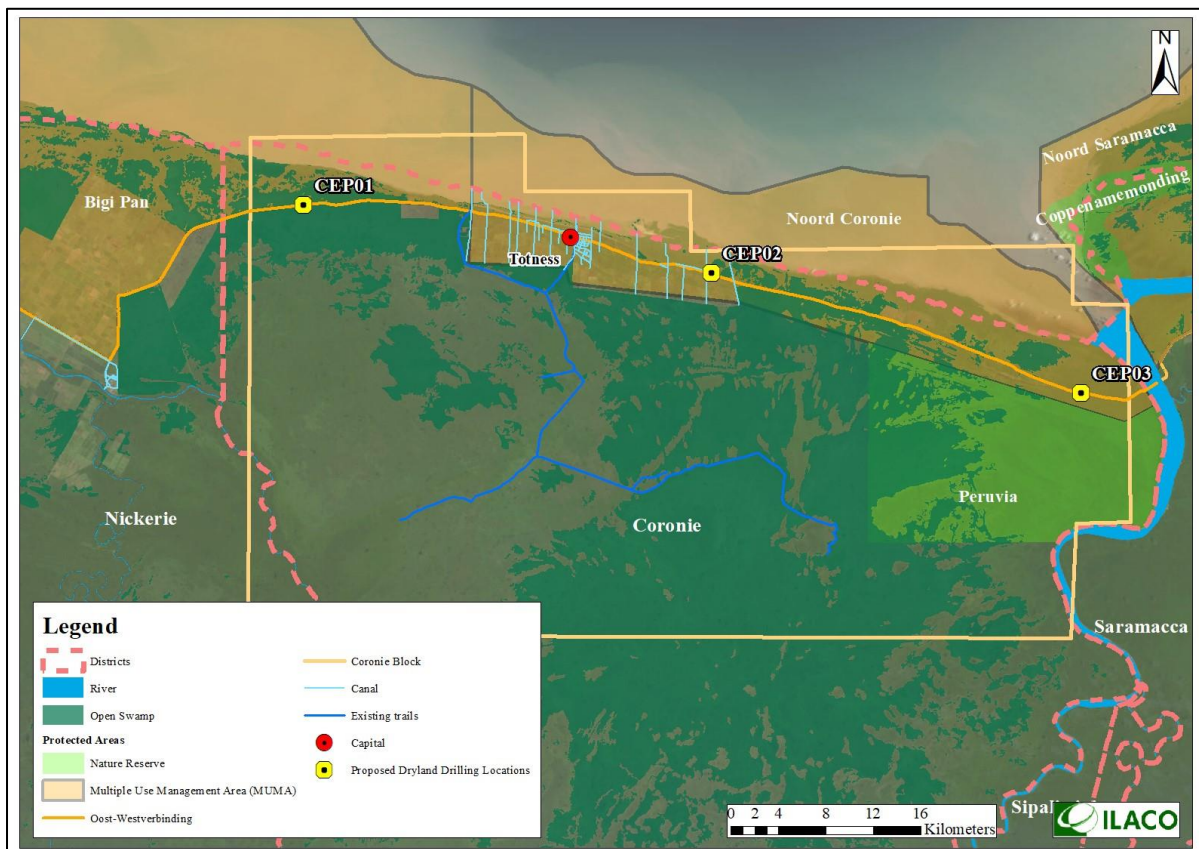 N
Noord Saramacca
Coppenamemonding
CEP01
Bigi Pan
Noord Coronie
Totness
CEP02
CEP03
Peruvia
Nickerie
Coronie
Saramacca
Legend
Districts
River
Open Swamp
Protected Areas
Nature Reserve
Multiple Use Management Area (MUMA)
Oost-Westverbinding
Coronie Block
Canal
Existing trails
Capital
Proposed Dryland Drilling Locations
0 2 4 8 12 16
Kilometers
ILACO